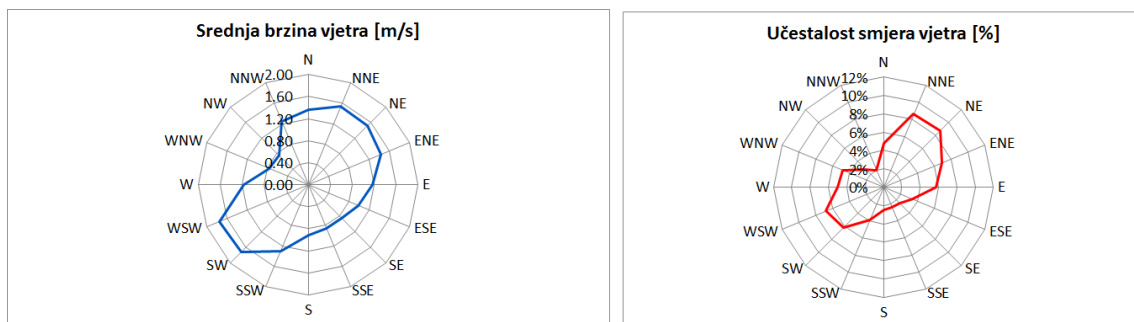 Srednja brzina vjetra [m/s]
N
NNW
2.00
NNE
NW
1.60
NE
1.20
WNW
0.80
ENE
0.40
W
0.00
E
WSW
ESE
SW
SE
SSW
SSE
S
Učestalost smjera vjetra [%]
N
NNW
12%
NNE
10%
NW
8%
NE
6%
WNW
4%
ENE
2%
W
0%
E
WSW
ESE
SW
SE
SSW
SSE
S